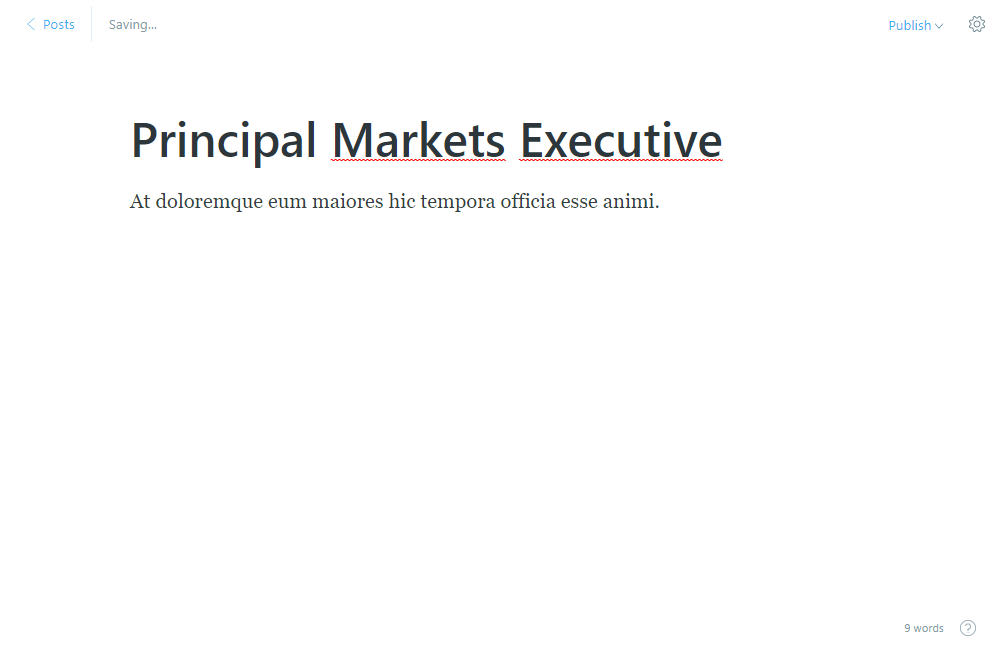 Posts
Saving...
Publish
Principal Markets Executive
At doloremque eum maiores hic tempora officia esse animi.
9 words
?